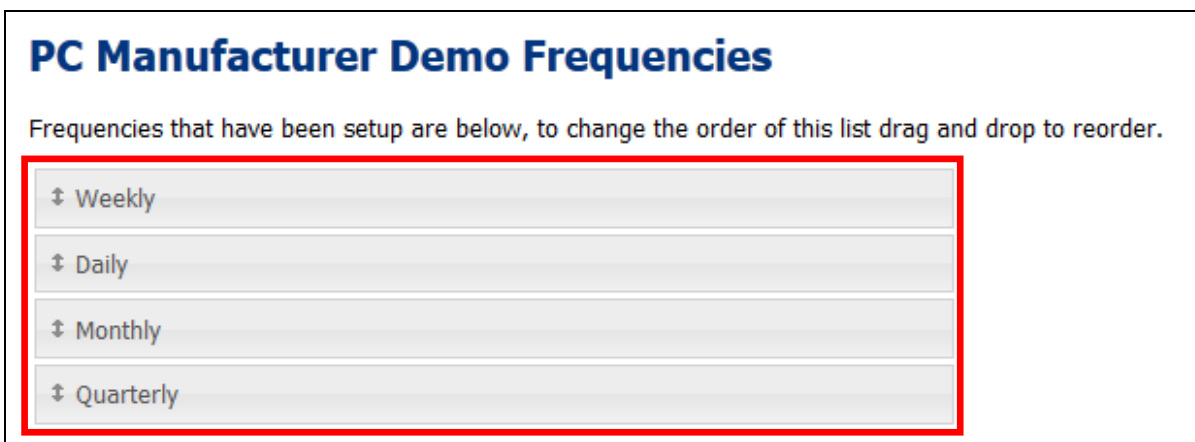 PC Manufacturer Demo Frequencies
Frequencies that have been setup are below, to change the order of this list drag and drop to reorder.
Weekly
Daily
Monthly
Quarterly